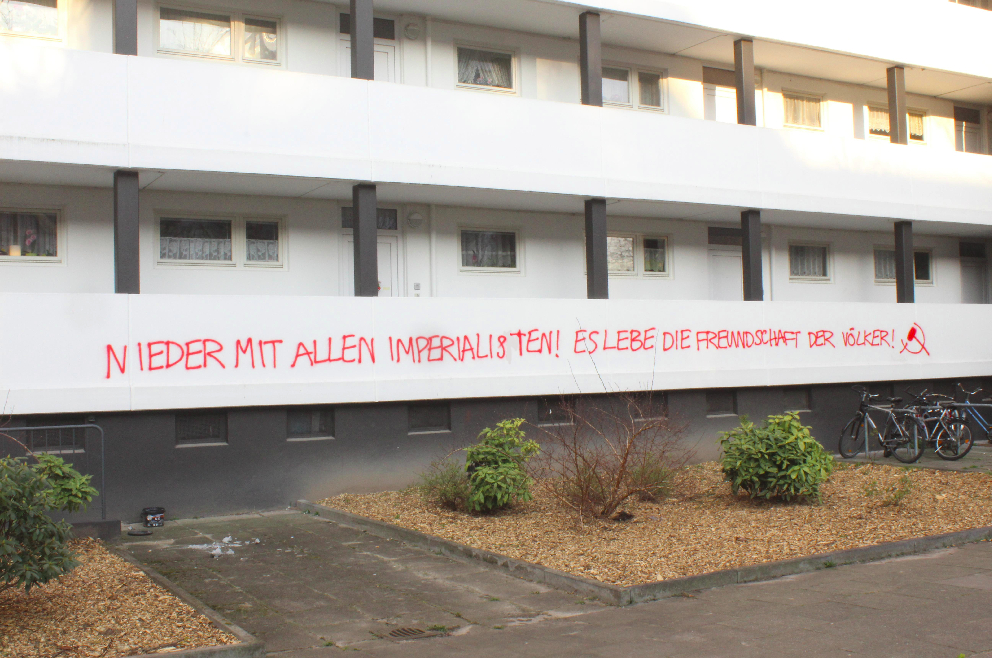 NIEDER MIT ALLEN IMPERIALISTEN! ES LEBE DIE FREUNDSCHAFT DER VÖLKER!